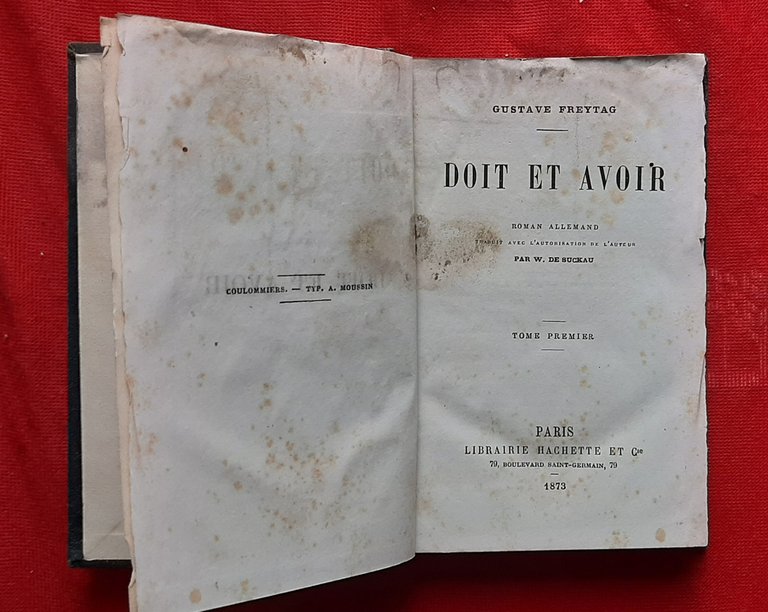 COULOMMIERS. — TYP. A. MOUSSIN
GUSTAVE FREYTAG
DOIT ET AVOIR
ROMAN ALLEMAND
TRADUIT AVEC L'AUTORISATION DE L'AUTEUR
PAR W. DE SUCKAU
TOME PREMIER
PARIS
LIBRAIRIE HACHETTE ET Cie
79, BOULEVARD SAINT-GERMAIN, 79
1873